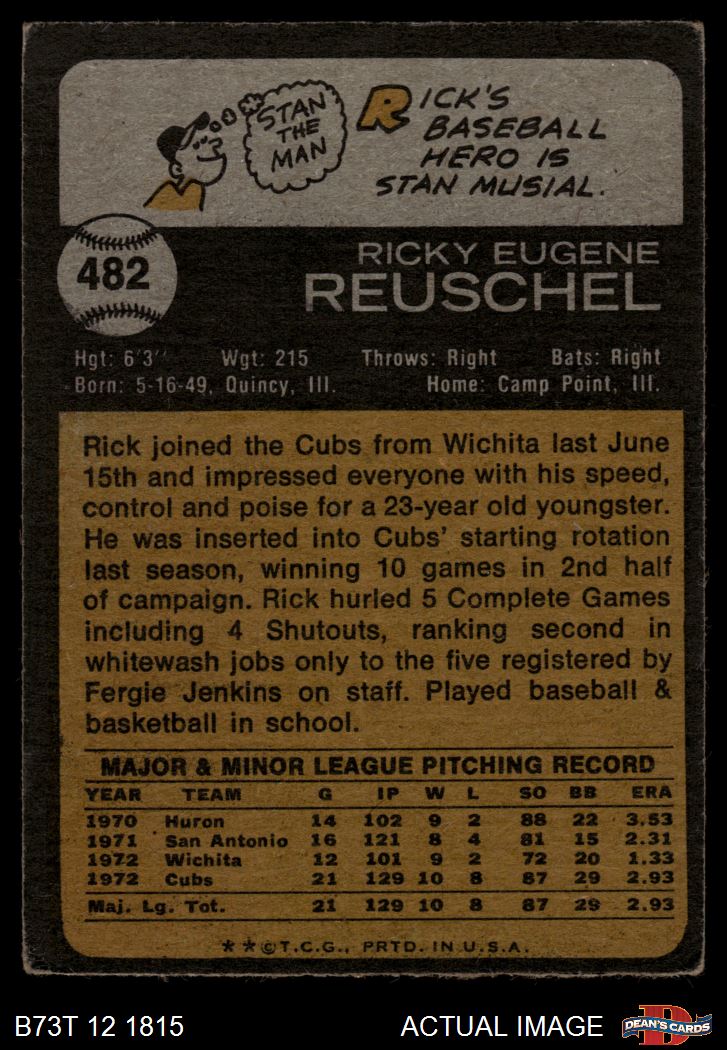 STAN
THE
MAN
RICK'S
BASEBALL
HERO IS
STAN MUSIAL.
482
RICKY EUGENE
REUSCHEL
Hgt: 6'3" Wgt: 215 Throws: Right Bats: Right
Born: 5-16-49, Quincy, Ill. Home: Camp Point, Ill.
Rick joined the Cubs from Wichita last June
15th and impressed everyone with his speed,
control and poise for a 23-year old youngster.
He was inserted into Cubs' starting rotation
last season, winning 10 games in 2nd half
of campaign. Rick hurled 5 Complete Games
including 4 Shutouts, ranking second in
whitewash jobs only to the five registered by
Fergie Jenkins on staff. Played baseball &
basketball in school.
MAJOR & MINOR LEAGUE PITCHING RECORD
YEAR TEAM G IP W L SO BB ERA
1970 Huron 14 102 9 2 88 22 3.53
1971 San Antonio 16 121 8 4 81 15 2.31
1972 Wichita 12 101 9 2 72 20 1.33
1972 Cubs 21 129 10 8 87 29 2.93
Maj. Lg. Tot. 21 129 10 8 87 29 2.93
* * © T.C.G., PRTD. IN U.S.A.
B73T 12 1815 ACTUAL IMAGE D DEAN'S CARDS